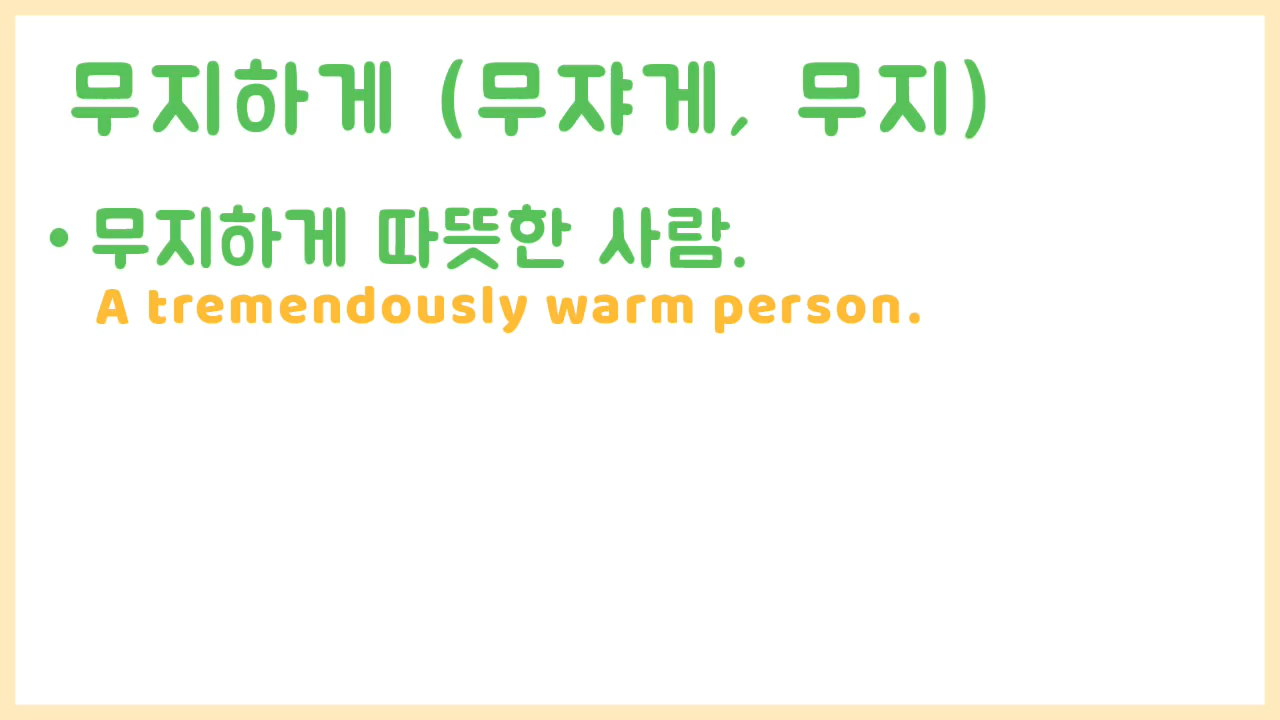 무지하게 (무쟈게, 무지)
• 무지하게 따뜻한 사람.
A tremendously warm person.